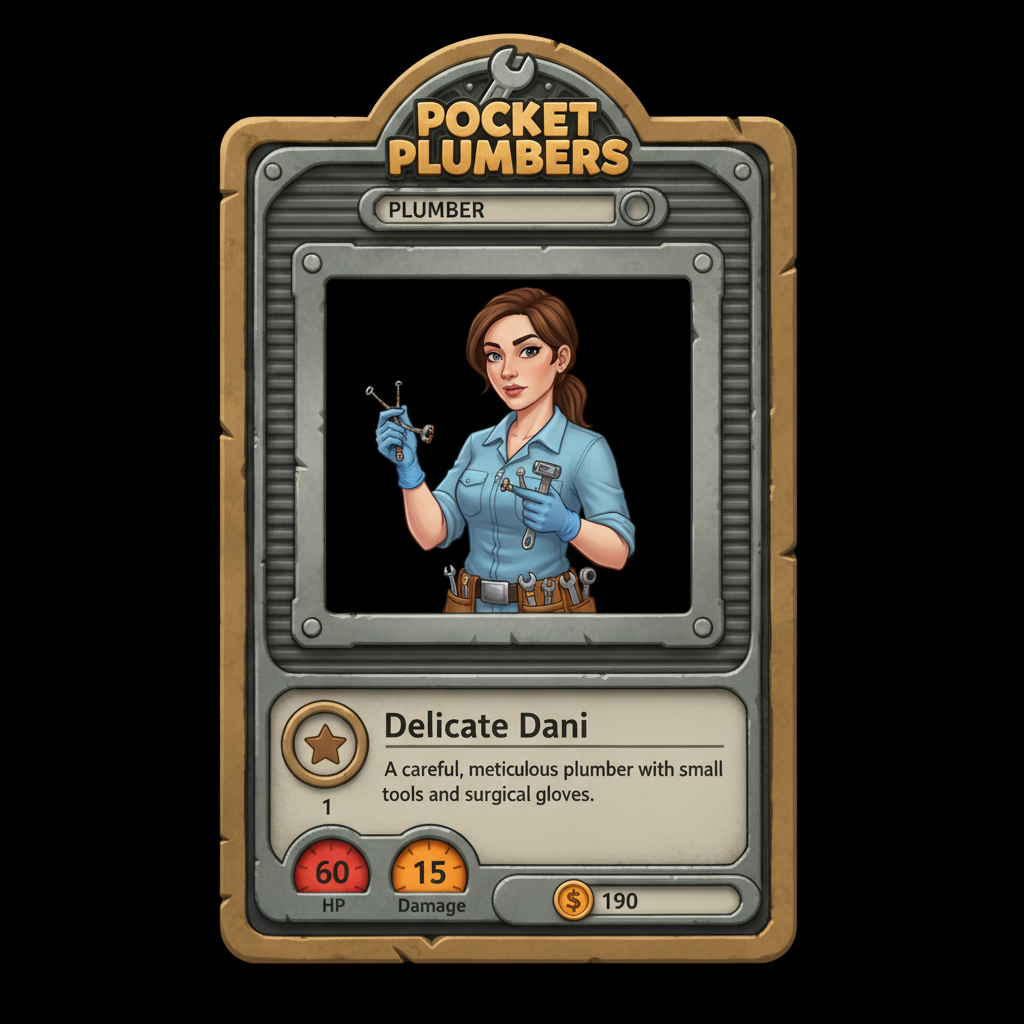 POCKET
PLUMBERS
PLUMBER
Delicate Dani
A careful, meticulous plumber with small
tools and surgical gloves.
1
60
HP
15
Damage
$ 190